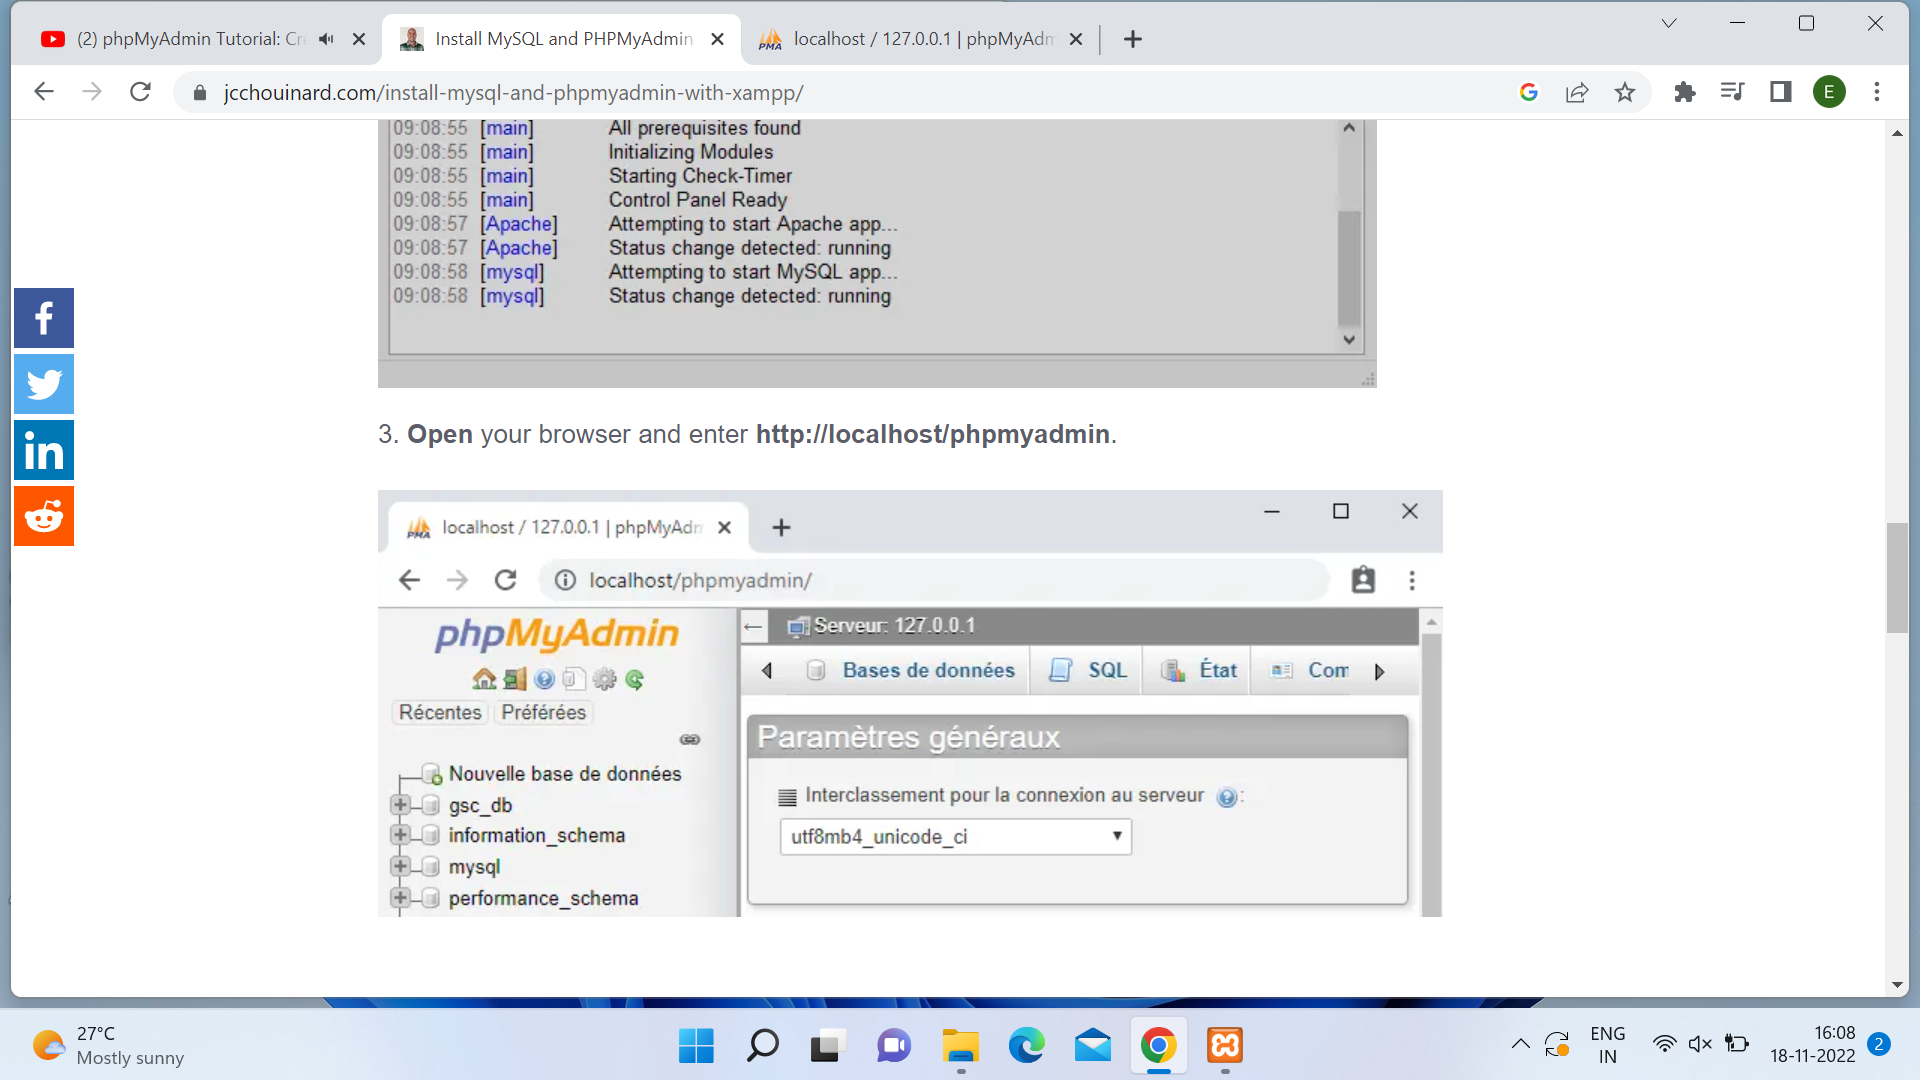 (2) phpMyAdmin Tutorial: Cr
Install MySQL and PHPMyAdmin
localhost / 127.0.0.1 | phpMyAdm
jcchouinard.com/install-mysql-and-phpmyadmin-with-xampp/
E
09:08:55 [main] All prerequisites found
09:08:55 [main] Initializing Modules
09:08:55 [main] Starting Check-Timer
09:08:55 [main] Control Panel Ready
09:08:57 [Apache] Attempting to start Apache app...
09:08:57 [Apache] Status change detected: running
09:08:58 [mysql] Attempting to start MySQL app...
09:08:58 [mysql] Status change detected: running
3. Open your browser and enter http://localhost/phpmyadmin.
localhost / 127.0.0.1 | phpMyAdr
localhost/phpmyadmin/
phpMyAdmin
Récentes Préférées
Nouvelle base de données
gsc_db
information_schema
mysql
performance_schema
Serveur: 127.0.0.1
Bases de données SQL État Com
Paramètres généraux
Interclassement pour la connexion au serveur :
utf8mb4_unicode_ci
27°C
Mostly sunny
ENG
IN
16:08
18-11-2022
2